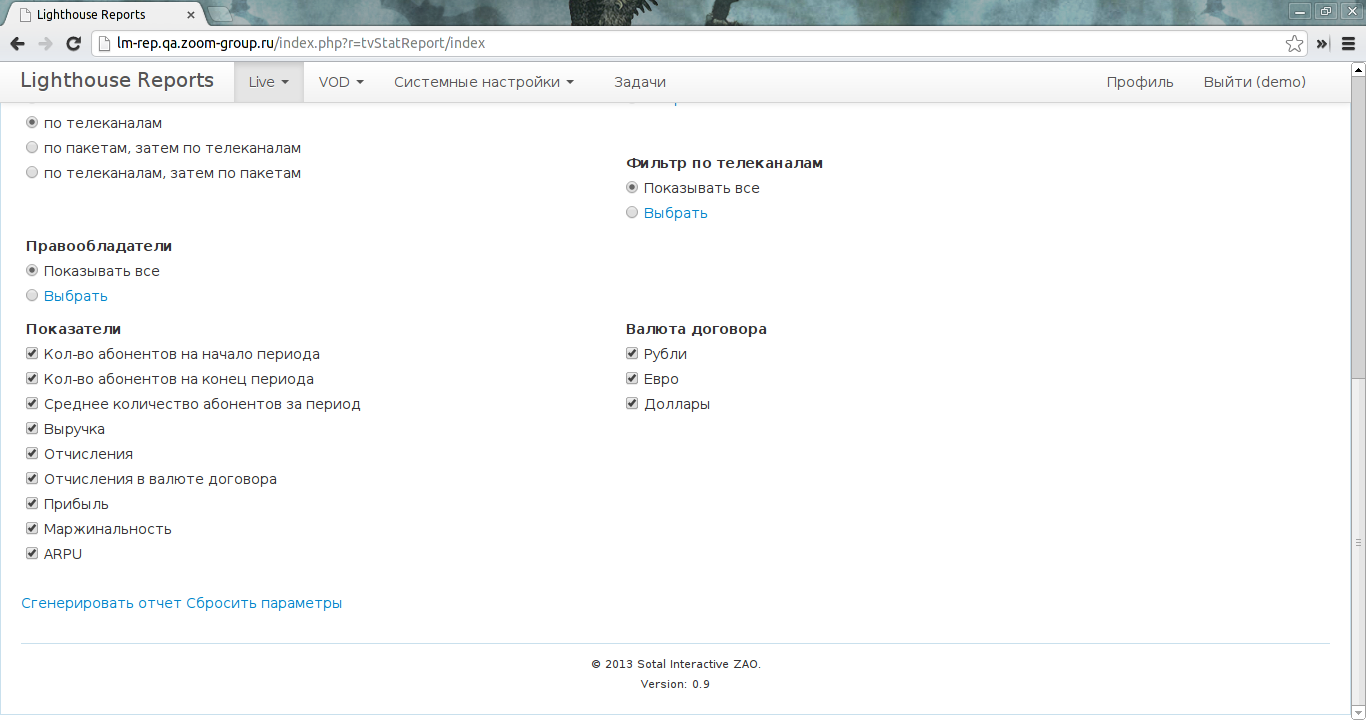 Lighthouse Reports
lm-rep.qa.zoom-group.ru/index.php?r=tvStatReport/index
Lighthouse Reports Live VOD Системные настройки Задачи Профиль Выйти (demo)
по телеканалам
по пакетам, затем по телеканалам
по телеканалам, затем по пакетам
Фильтр по телеканалам
Показывать все
Выбрать
Правообладатели
Показывать все
Выбрать
Показатели
Кол-во абонентов на начало периода
Кол-во абонентов на конец периода
Среднее количество абонентов за период
Выручка
Отчисления
Отчисления в валюте договора
Прибыль
Маржинальность
ARPU
Валюта договора
Рубли
Евро
Доллары
Сгенерировать отчет Сбросить параметры
© 2013 Sotal Interactive ZAO.
Version: 0.9